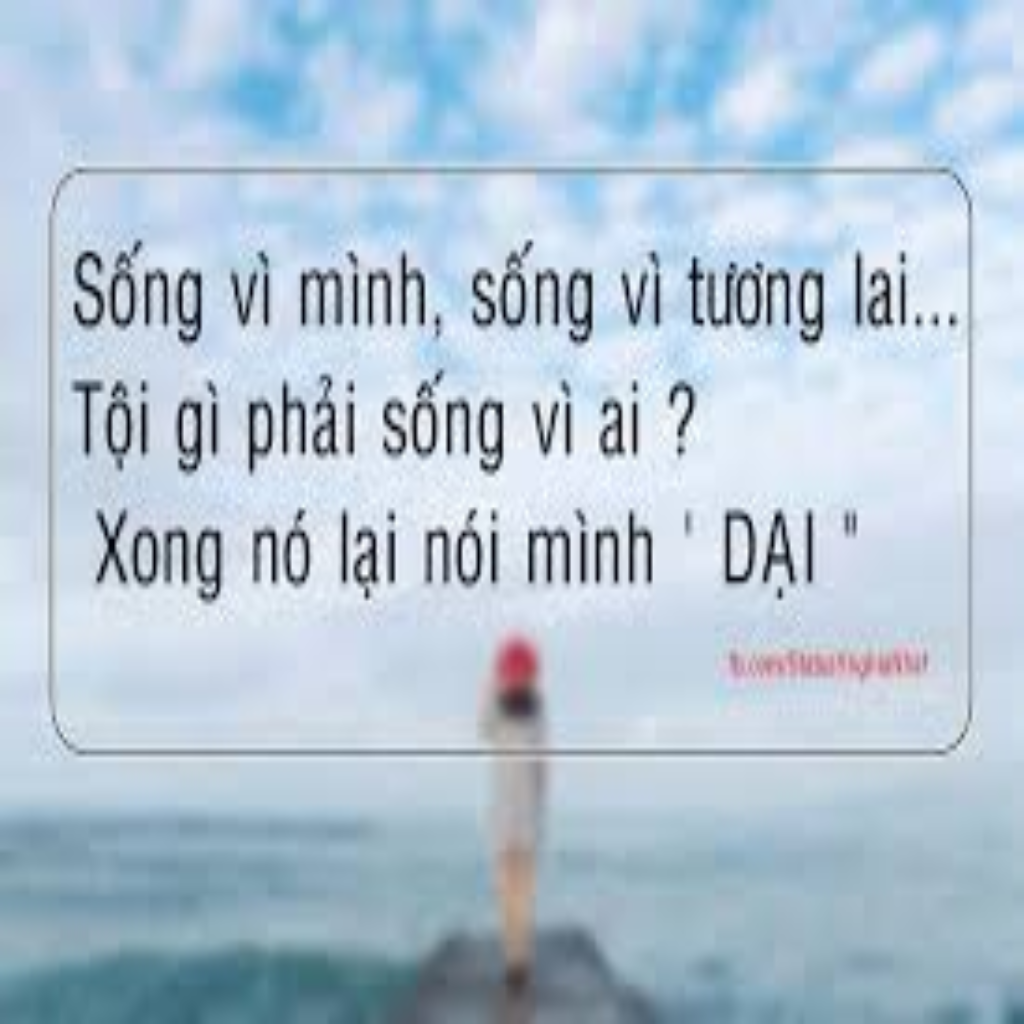 Sống vì mình, sống vì tương lai...
Tội gì phải sống vì ai ?
Xong nó lại nói mình ' DẠI "